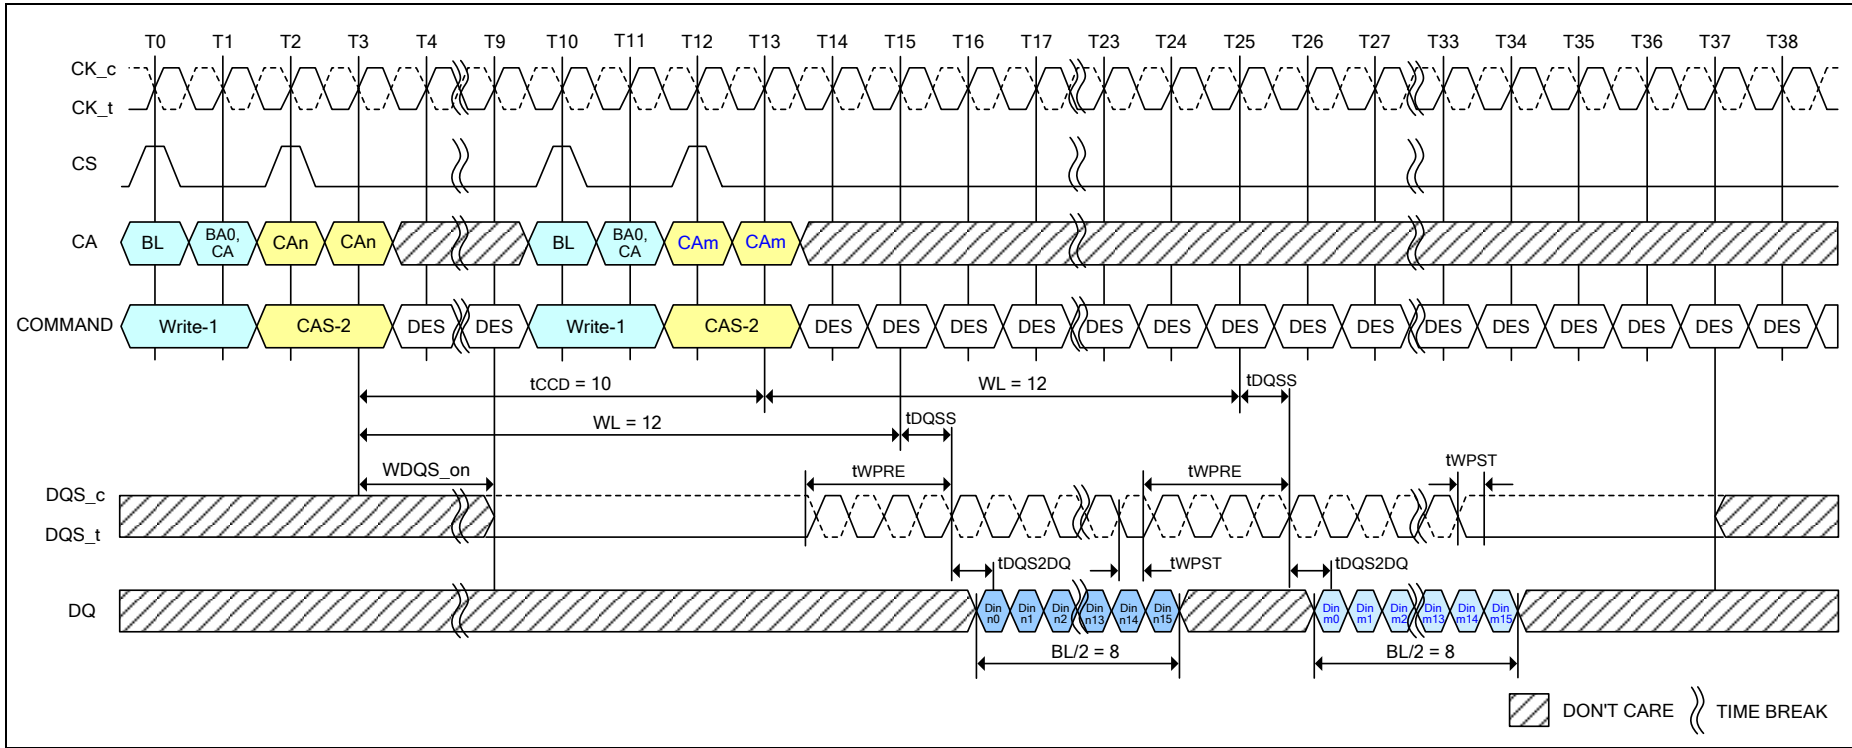 T0 T1 T2 T3 T4 T9 T10 T11 T12 T13 T14 T15 T16 T17 T23 T24 T25 T26 T27 T33 T34 T35 T36 T37 T38
CK_c
CK_t
CS
CA BL BA0, CA CAn CAn BL BA0, CA CAm CAm
COMMAND Write-1 CAS-2 DES DES Write-1 CAS-2 DES DES DES DES DES DES DES DES DES DES DES DES DES DES DES
tCCD = 10 WL = 12 tDQSS
WL = 12 tDQSS
WDQS_on tWPRE tWPRE tWPST
DQS_c
DQS_t
tDQS2DQ tWPST tDQS2DQ
DQ Din n0 Din n1 Din n2 Din n13 Din n14 Din n15 Din m0 Din m1 Din m2 Din m13 Din m14 Din m15
BL/2 = 8 BL/2 = 8
DON'T CARE TIME BREAK